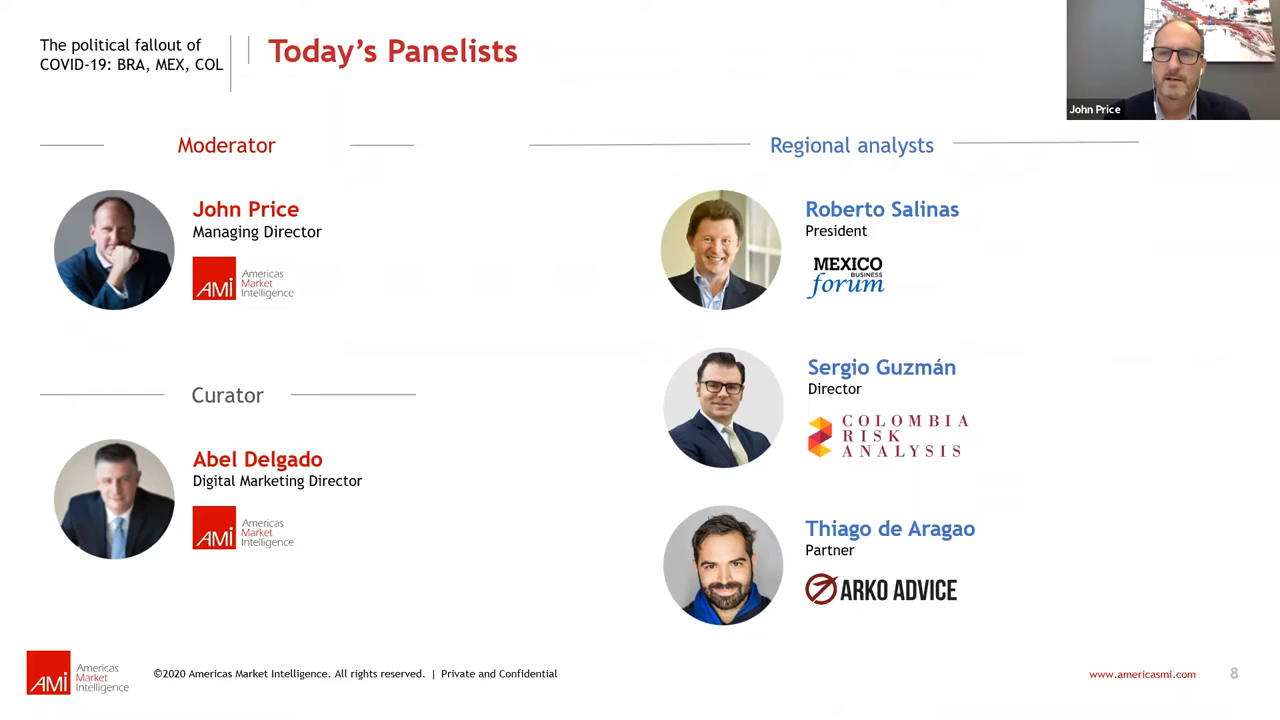 The political fallout of
COVID-19: BRA, MEX, COL
Today's Panelists
John Price
Moderator
John Price
Managing Director
AMI
Americas
Market
Intelligence
Curator
Abel Delgado
Digital Marketing Director
AMI
Americas
Market
Intelligence
Regional analysts
Roberto Salinas
President
MEXICO
BUSINESS
forum
Sergio Guzmán
Director
COLOMBIA
RISK
ANALYSIS
Thiago de Aragao
Partner
ARKO ADVICE
AMI
Americas
Market
Intelligence
©2020 Americas Market Intelligence. All rights reserved. | Private and Confidential
www.americasmi.com
8